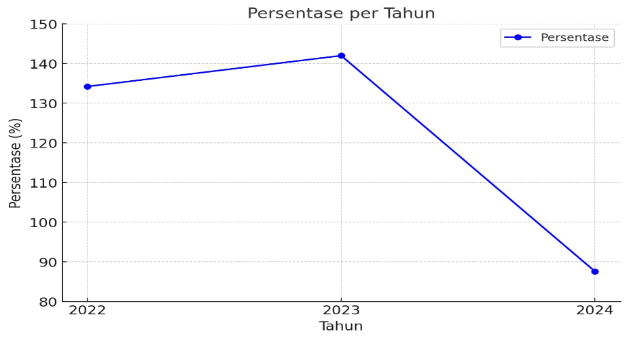 Persentase per Tahun
Persentase
150
140
130
120
110
100
90
80
Persentase (%)
2022
2023
2024
Tahun